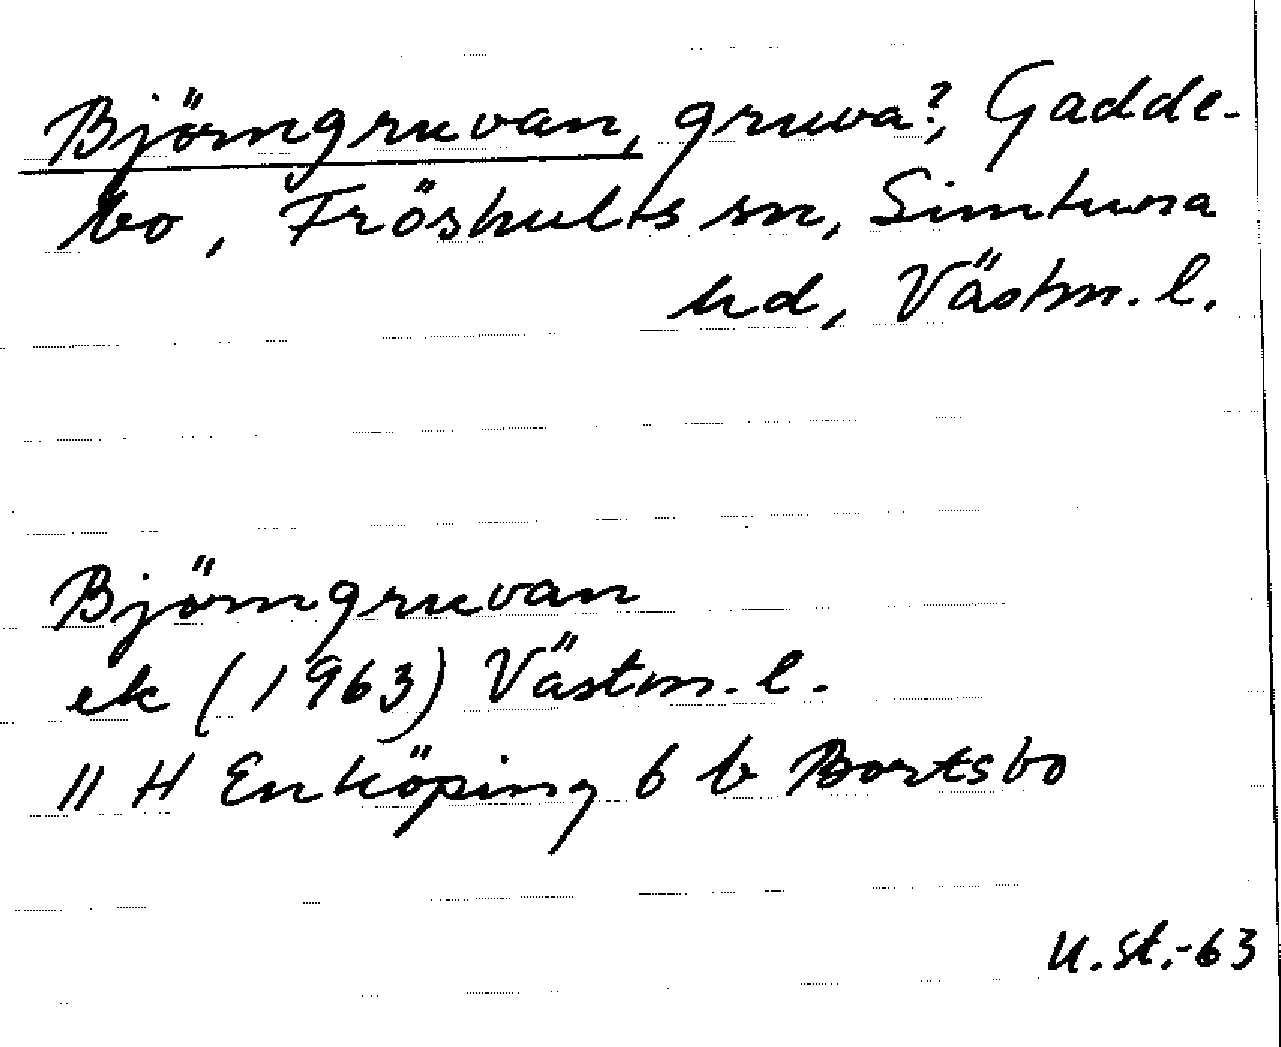 Björngruvan, gruva?, Gadde-
bo, Fröshults sn, Simtuna
hd, Västm. l.
Björngruvan
ek (1963) Västm. l.
11 H Enköping 6 b Bortsbo
U.St.-63